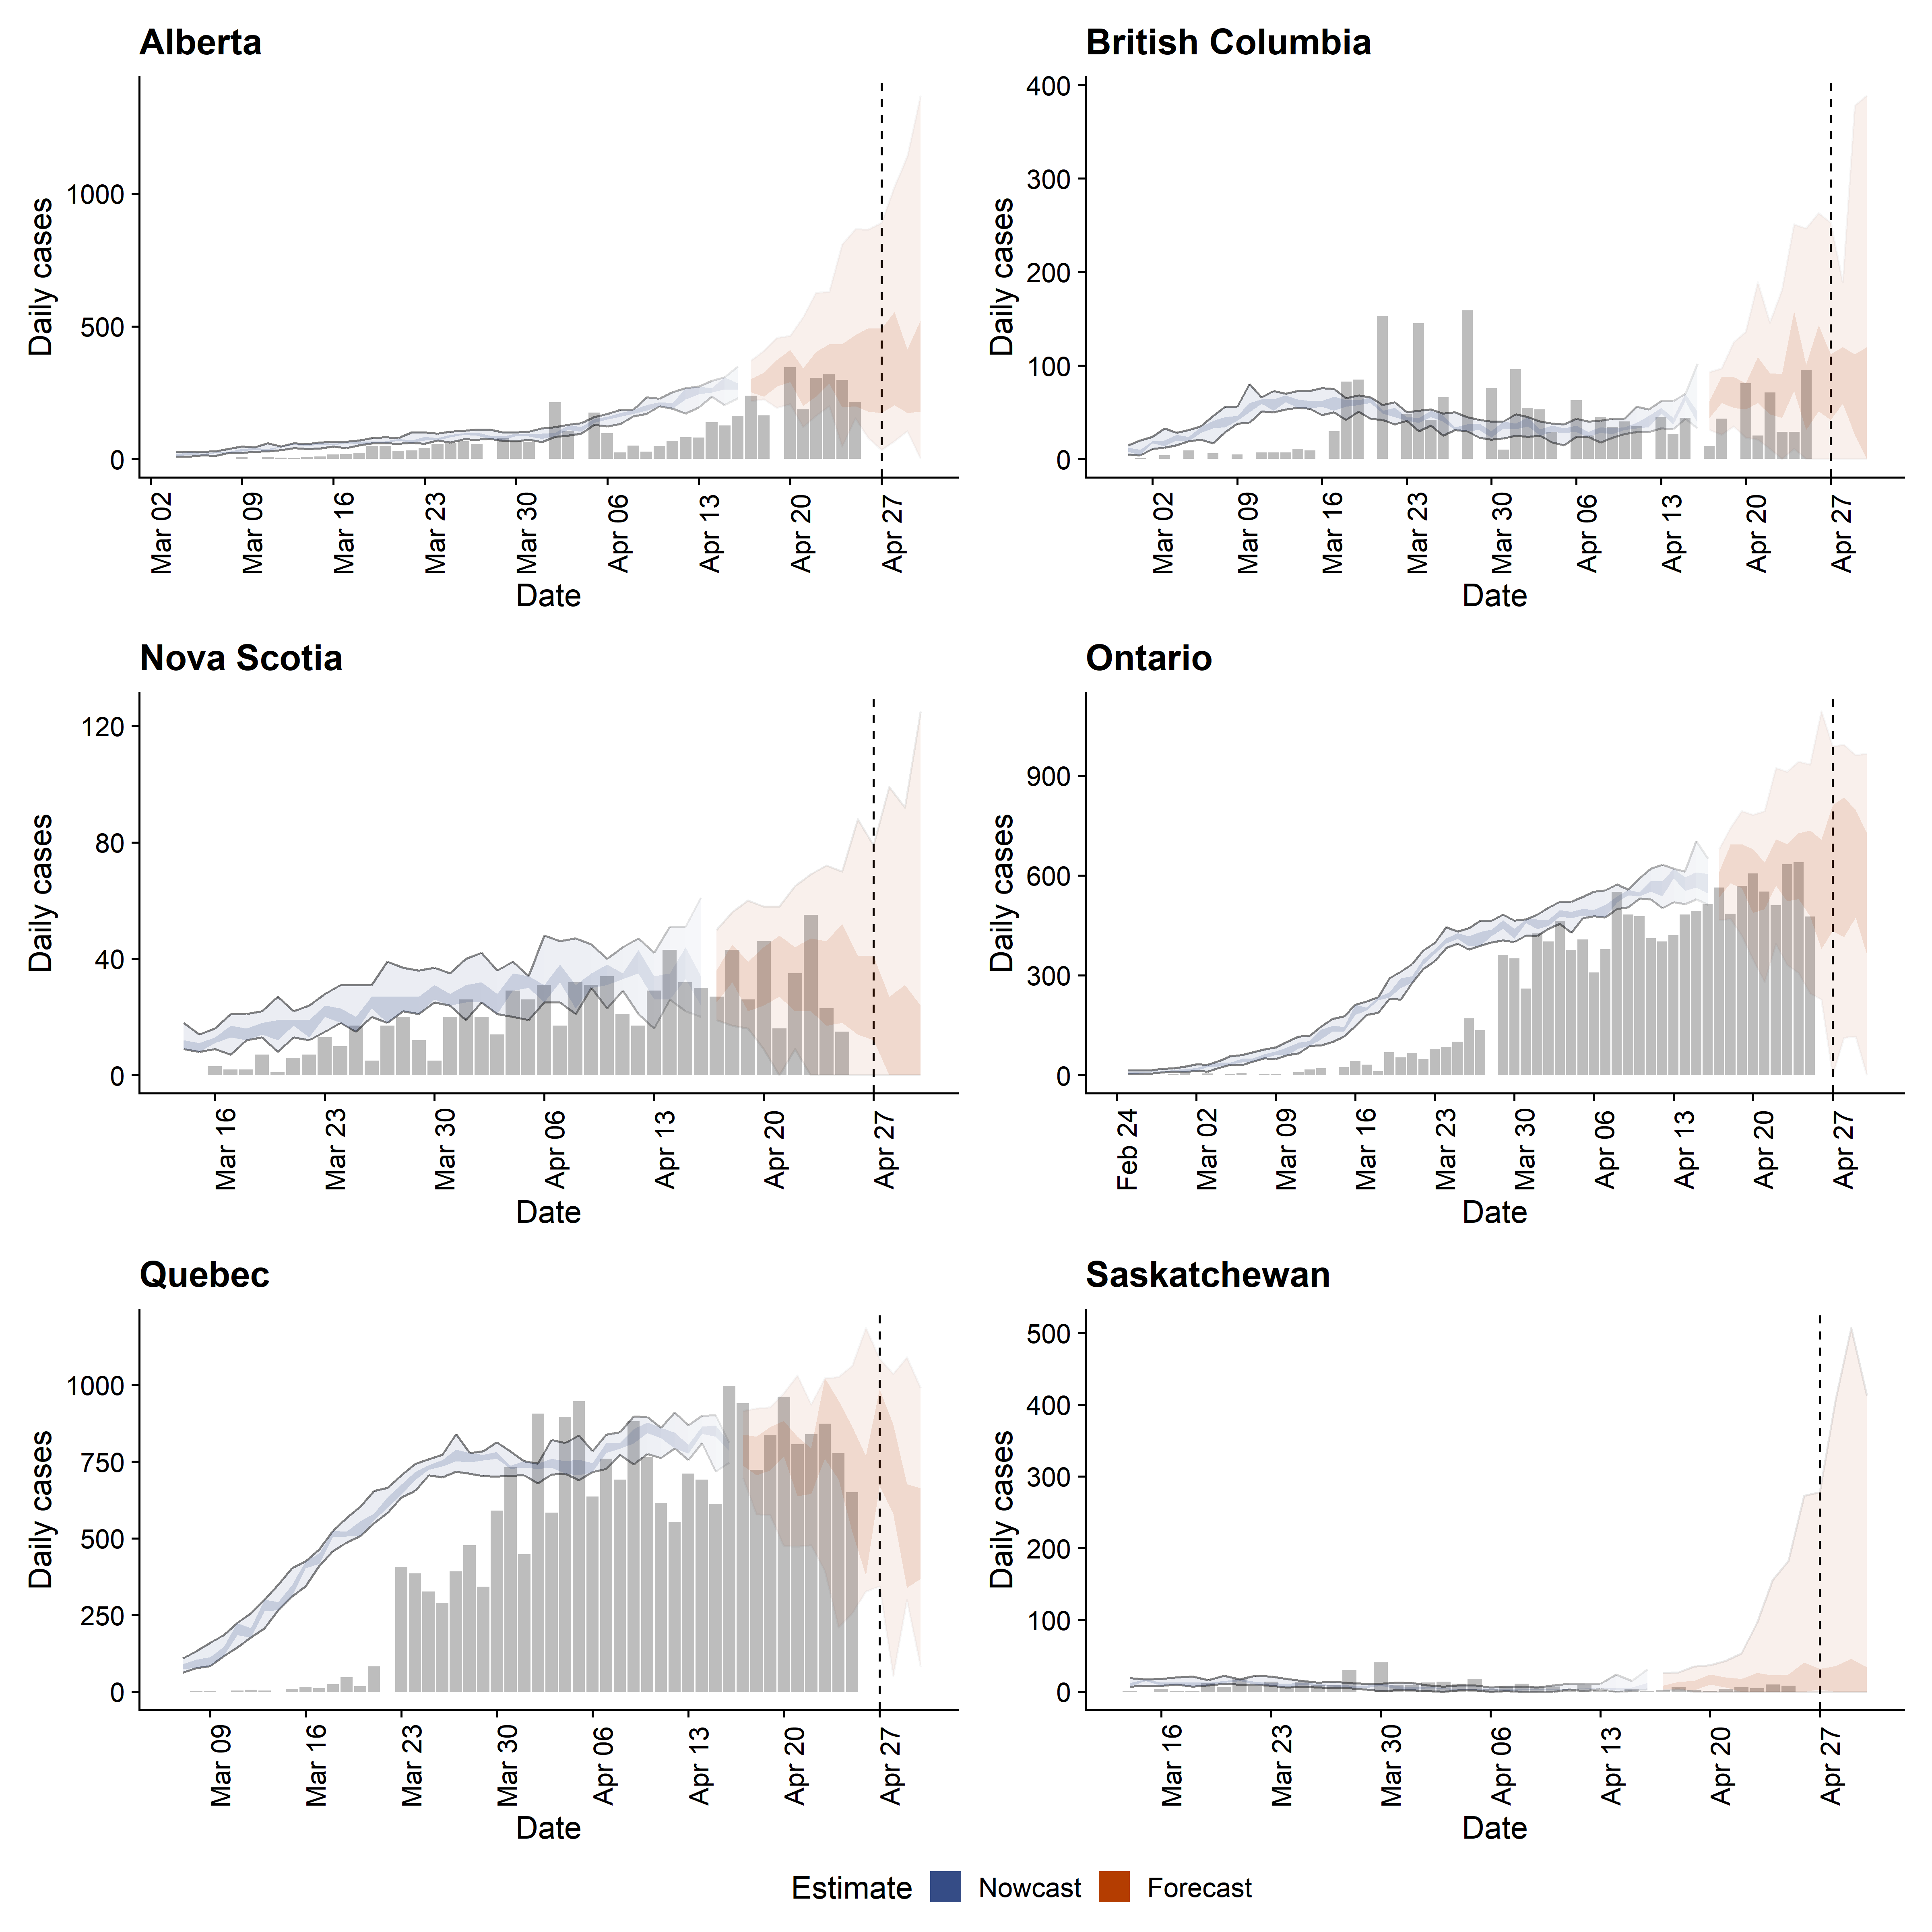 Alberta
Daily cases
1000
500
0
Mar 02
Mar 09
Mar 16
Mar 23
Mar 30
Apr 06
Apr 13
Apr 20
Apr 27
Date
British Columbia
Daily cases
400
300
200
100
0
Mar 02
Mar 09
Mar 16
Mar 23
Mar 30
Apr 06
Apr 13
Apr 20
Apr 27
Date
Nova Scotia
Daily cases
120
80
40
0
Mar 16
Mar 23
Mar 30
Apr 06
Apr 13
Apr 20
Apr 27
Date
Ontario
Daily cases
900
600
300
0
Feb 24
Mar 02
Mar 09
Mar 16
Mar 23
Mar 30
Apr 06
Apr 13
Apr 20
Apr 27
Date
Quebec
Daily cases
1000
750
500
250
0
Mar 09
Mar 16
Mar 23
Mar 30
Apr 06
Apr 13
Apr 20
Apr 27
Date
Saskatchewan
Daily cases
500
400
300
200
100
0
Mar 16
Mar 23
Mar 30
Apr 06
Apr 13
Apr 20
Apr 27
Date
Estimate Nowcast Forecast